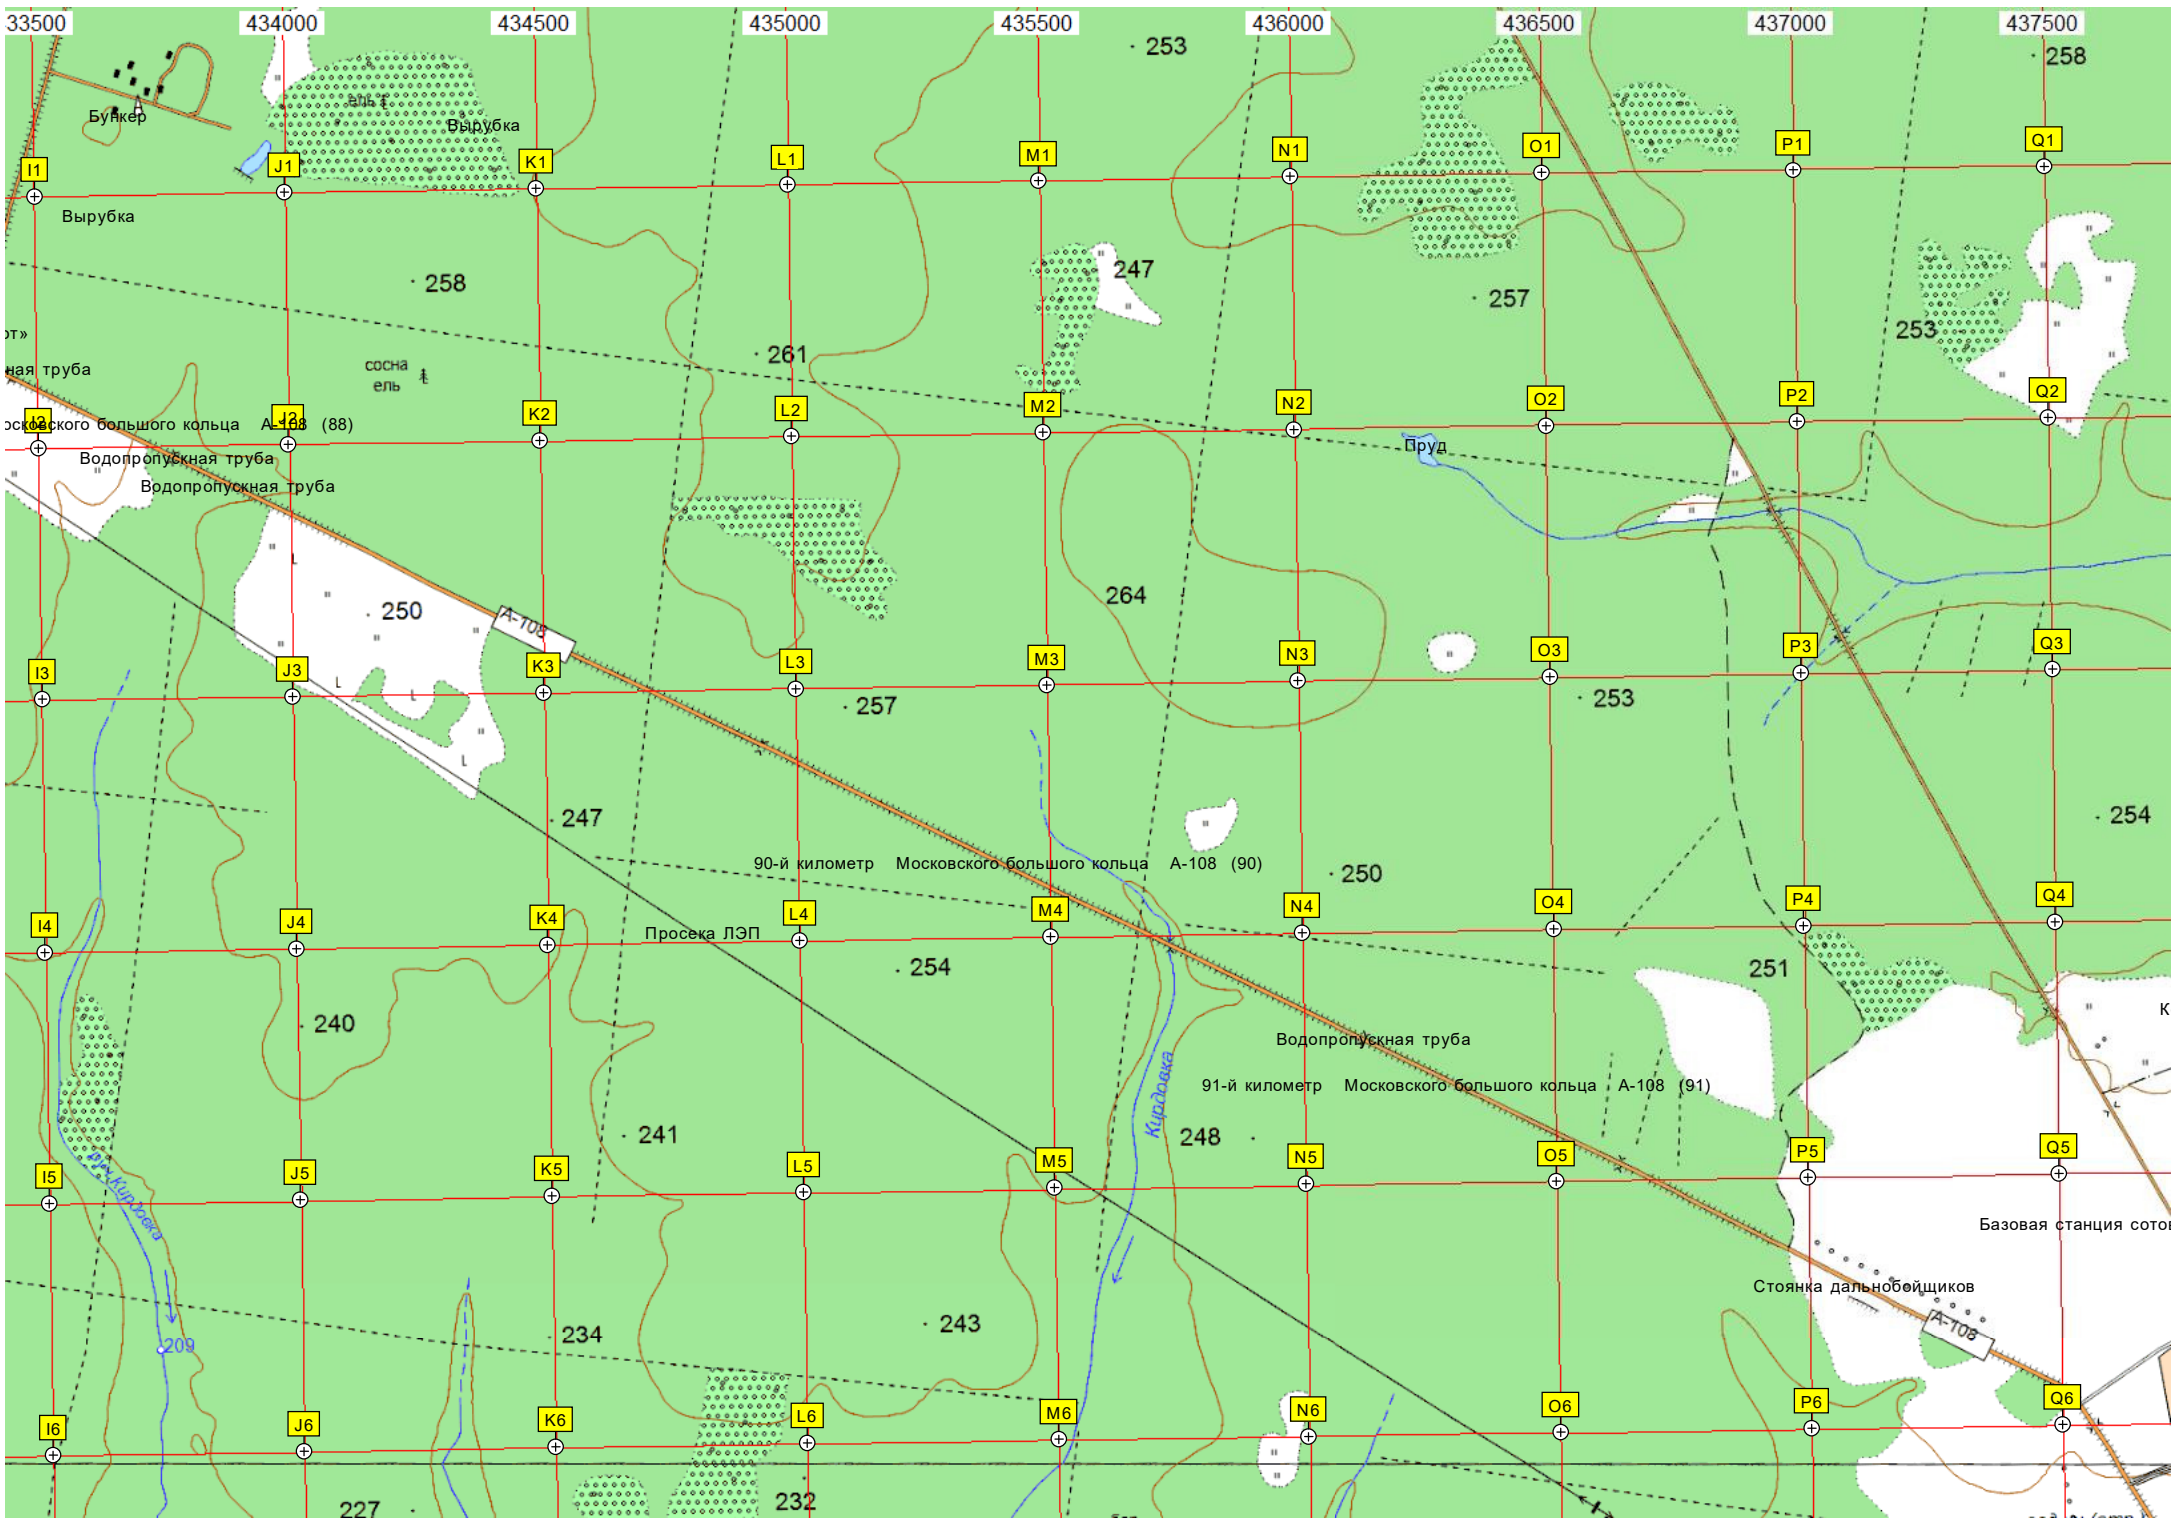 33500 434000 434500 435000 435500 436000 436500 437000 437500
253
258
ель
Бункер
Вырубка
I1 J1 K1 L1 M1 N1 O1 P1 Q1
Вырубка
258
247
257
253
от»
261
сосна
ель
ная труба
I2 J2 K2 L2 M2 N2 O2 P2 Q2
осковского большого кольца А-108 (88)
Пруд
Водопропускная труба
Водопропускная труба
250
А-108
264
I3 J3 K3 L3 M3 N3 O3 P3 Q3
257
253
247
254
90-й километр Московского большого кольца А-108 (90)
250
I4 J4 K4 L4 M4 N4 O4 P4 Q4
Просека ЛЭП
254
251
240
К
Водопропускная труба
91-й километр Московского большого кольца А-108 (91)
Кирдовка
241
248
I5 J5 K5 L5 M5 N5 O5 P5 Q5
руч. Кирдовка
Базовая станция сотов
Стоянка дальнобойщиков
А-108
209
234
243
I6 J6 K6 L6 M6 N6 O6 P6 Q6
227
232